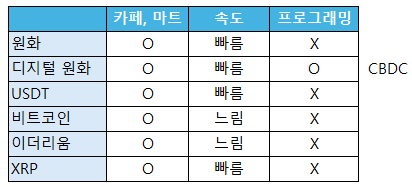 카페, 마트 속도 프로그래밍
원화 O 빠름 X
디지털 원화 O 빠름 O CBDC
USDT O 빠름 X
비트코인 O 느림 X
이더리움 O 느림 X
XRP O 빠름 X